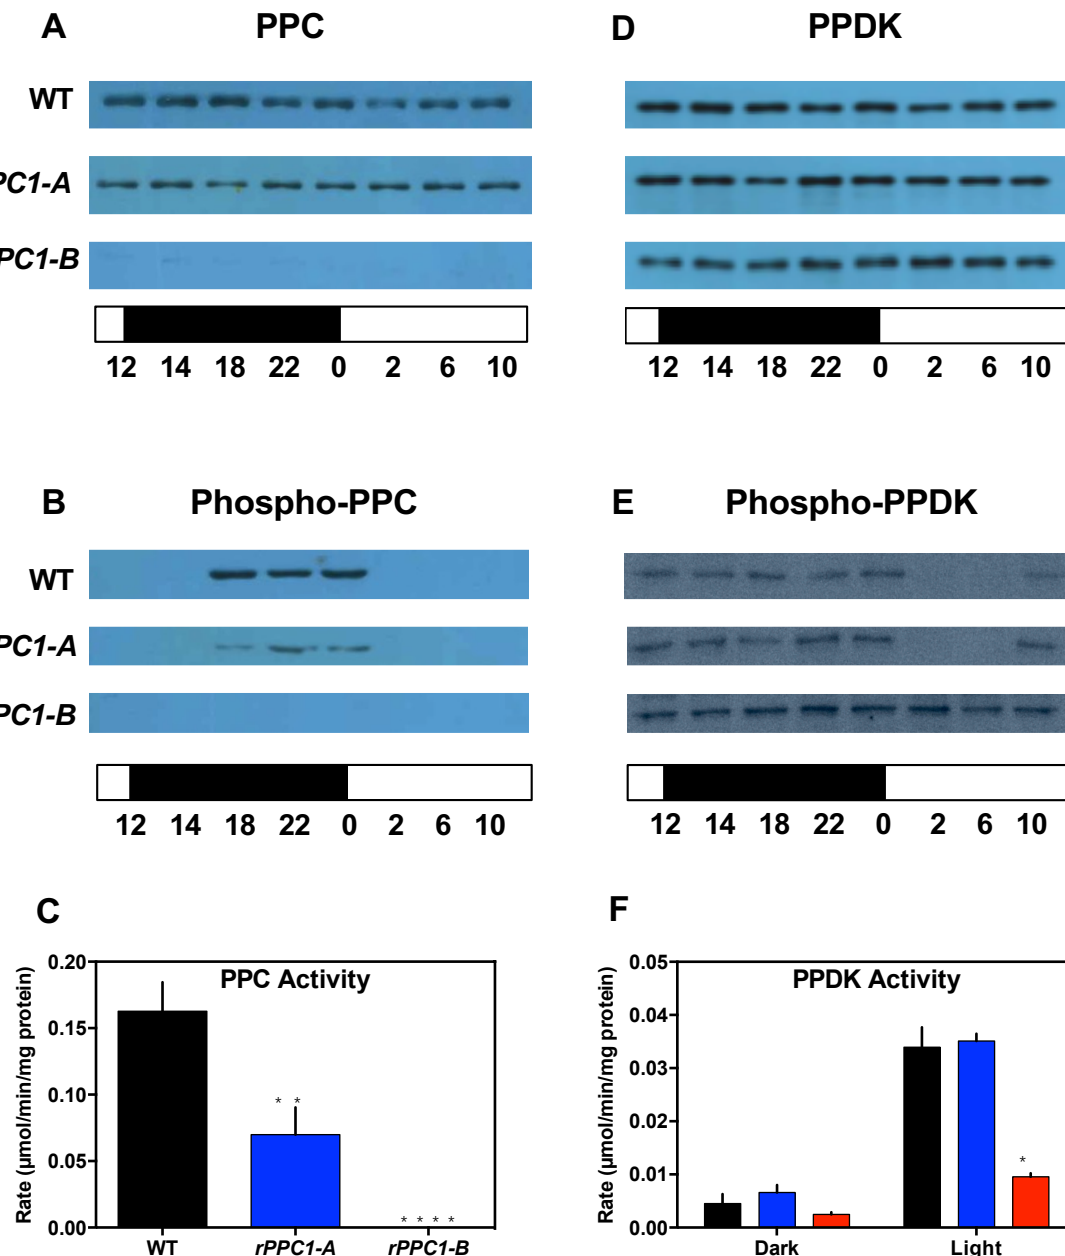 A PPC
WT
PC1-A
PC1-B
12 14 18 22 0 2 6 10
D PPDK
12 14 18 22 0 2 6 10
B Phospho-PPC
WT
PC1-A
PC1-B
12 14 18 22 0 2 6 10
E Phospho-PPDK
12 14 18 22 0 2 6 10
C
PPC Activity
Rate (µmol/min/mg protein)
0.20
0.15
0.10
0.05
0.00
* *
* * * *
WT rPPC1-A rPPC1-B
F
PPDK Activity
Rate (µmol/min/mg protein)
0.05
0.04
0.03
0.02
0.01
0.00
*
Dark Light